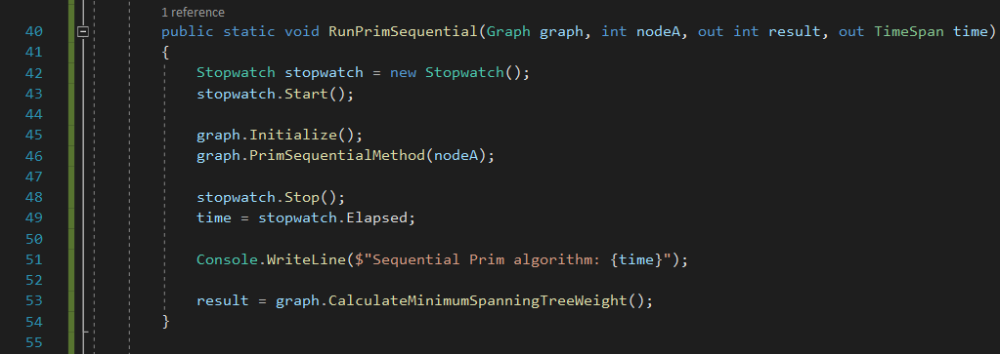 1 reference
40 public static void RunPrimSequential(Graph graph, int nodeA, out int result, out TimeSpan time)
41 {
42 Stopwatch stopwatch = new Stopwatch();
43 stopwatch.Start();
44
45 graph.Initialize();
46 graph.PrimSequentialMethod(nodeA);
47
48 stopwatch.Stop();
49 time = stopwatch.Elapsed;
50
51 Console.WriteLine($"Sequential Prim algorithm: {time}");
52
53 result = graph.CalculateMinimumSpanningTreeWeight();
54 }
55